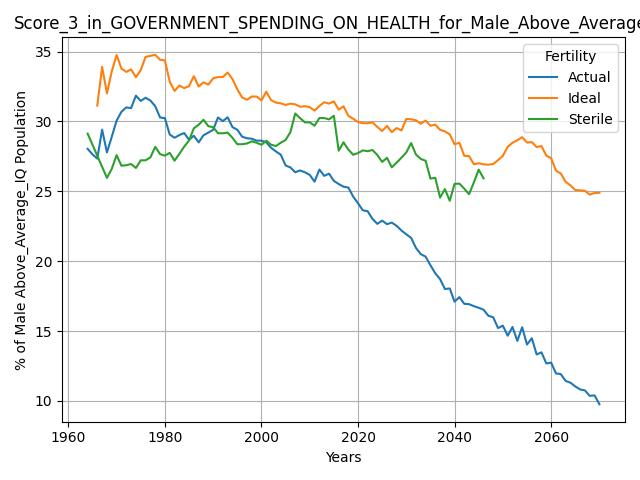 Score_3_in_GOVERNMENT_SPENDING_ON_HEALTH_for_Male_Above_Average
Fertility
Actual
Ideal
Sterile
% of Male Above_Average_IQ Population
35
30
25
20
15
10
1960 1980 2000 2020 2040 2060
Years